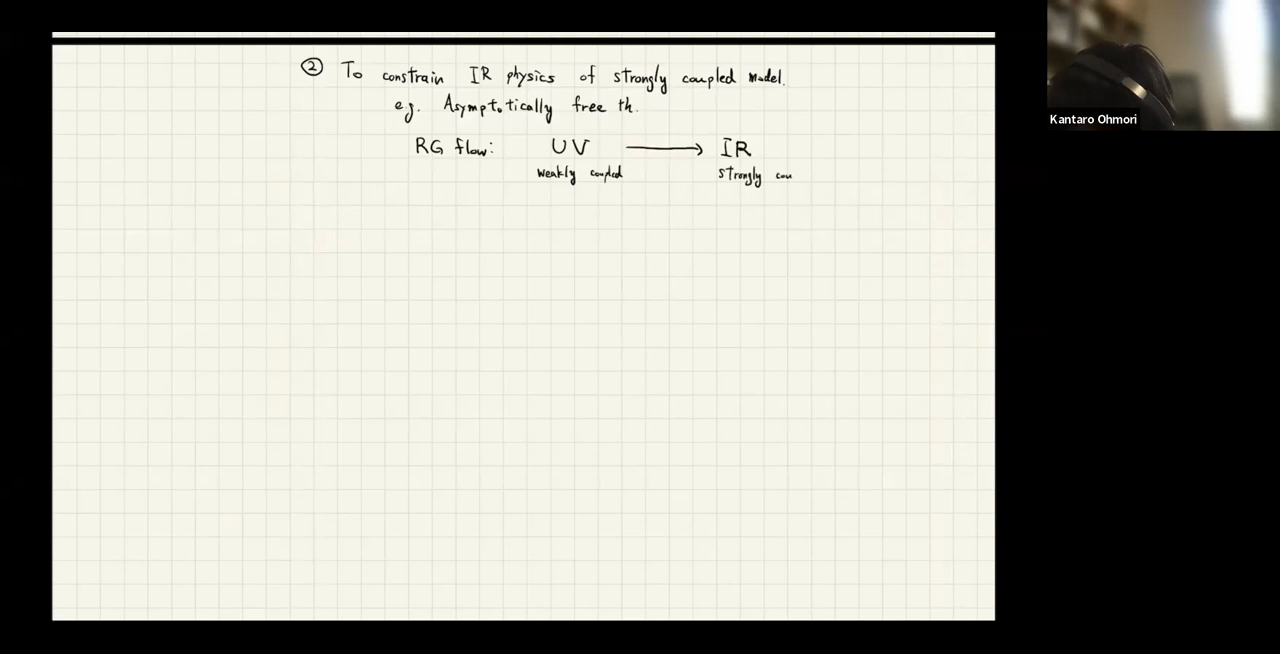 ② To constrain IR physics of strongly coupled model.
e.g. Asymptotically free th.
RG flow: UV → IR
weakly coupled strongly cou
Kantaro Ohmori